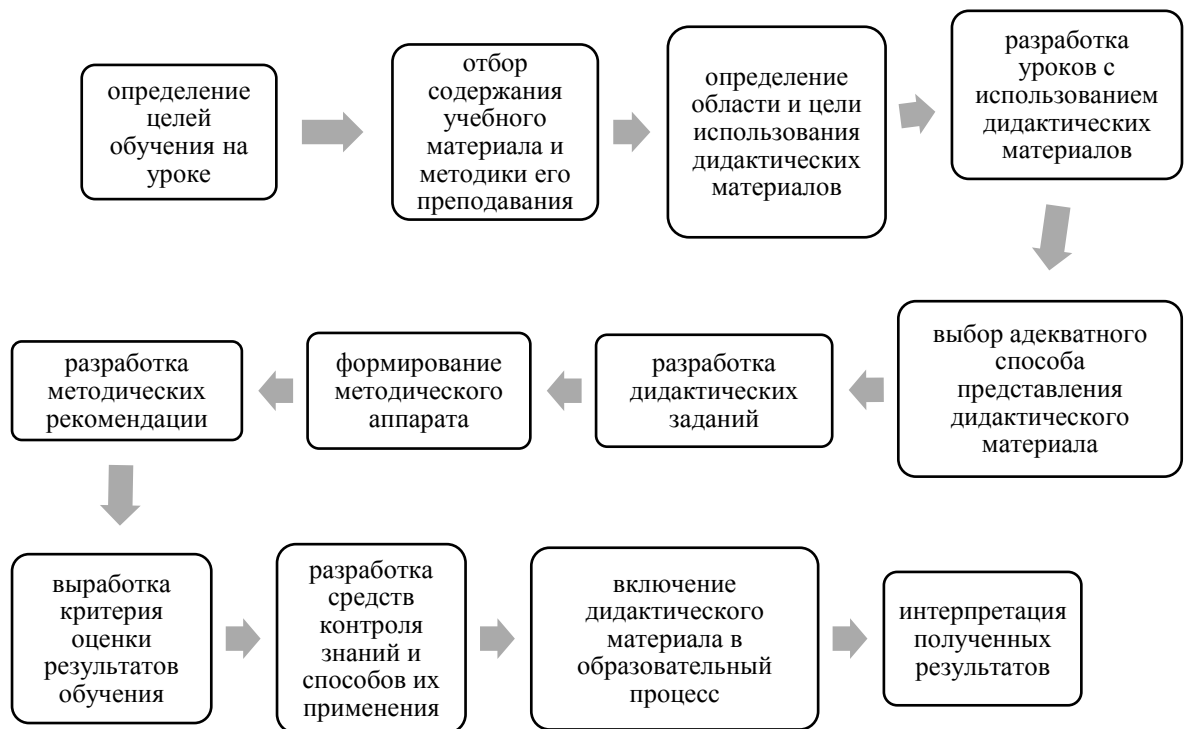 определение
целей
обучения на
уроке
отбор
содержания
учебного
материала и
методики его
преподавания
определение
области и цели
использования
дидактических
материалов
разработка
уроков с
использованием
дидактических
материалов
выбор адекватного
способа
представления
дидактического
материала
разработка
дидактических
заданий
формирование
методического
аппарата
разработка
методических
рекомендации
выработка
критерия
оценки
результатов
обучения
разработка
средств
контроля
знаний и
способов их
применения
включение
дидактического
материала в
образовательный
процесс
интерпретация
полученных
результатов